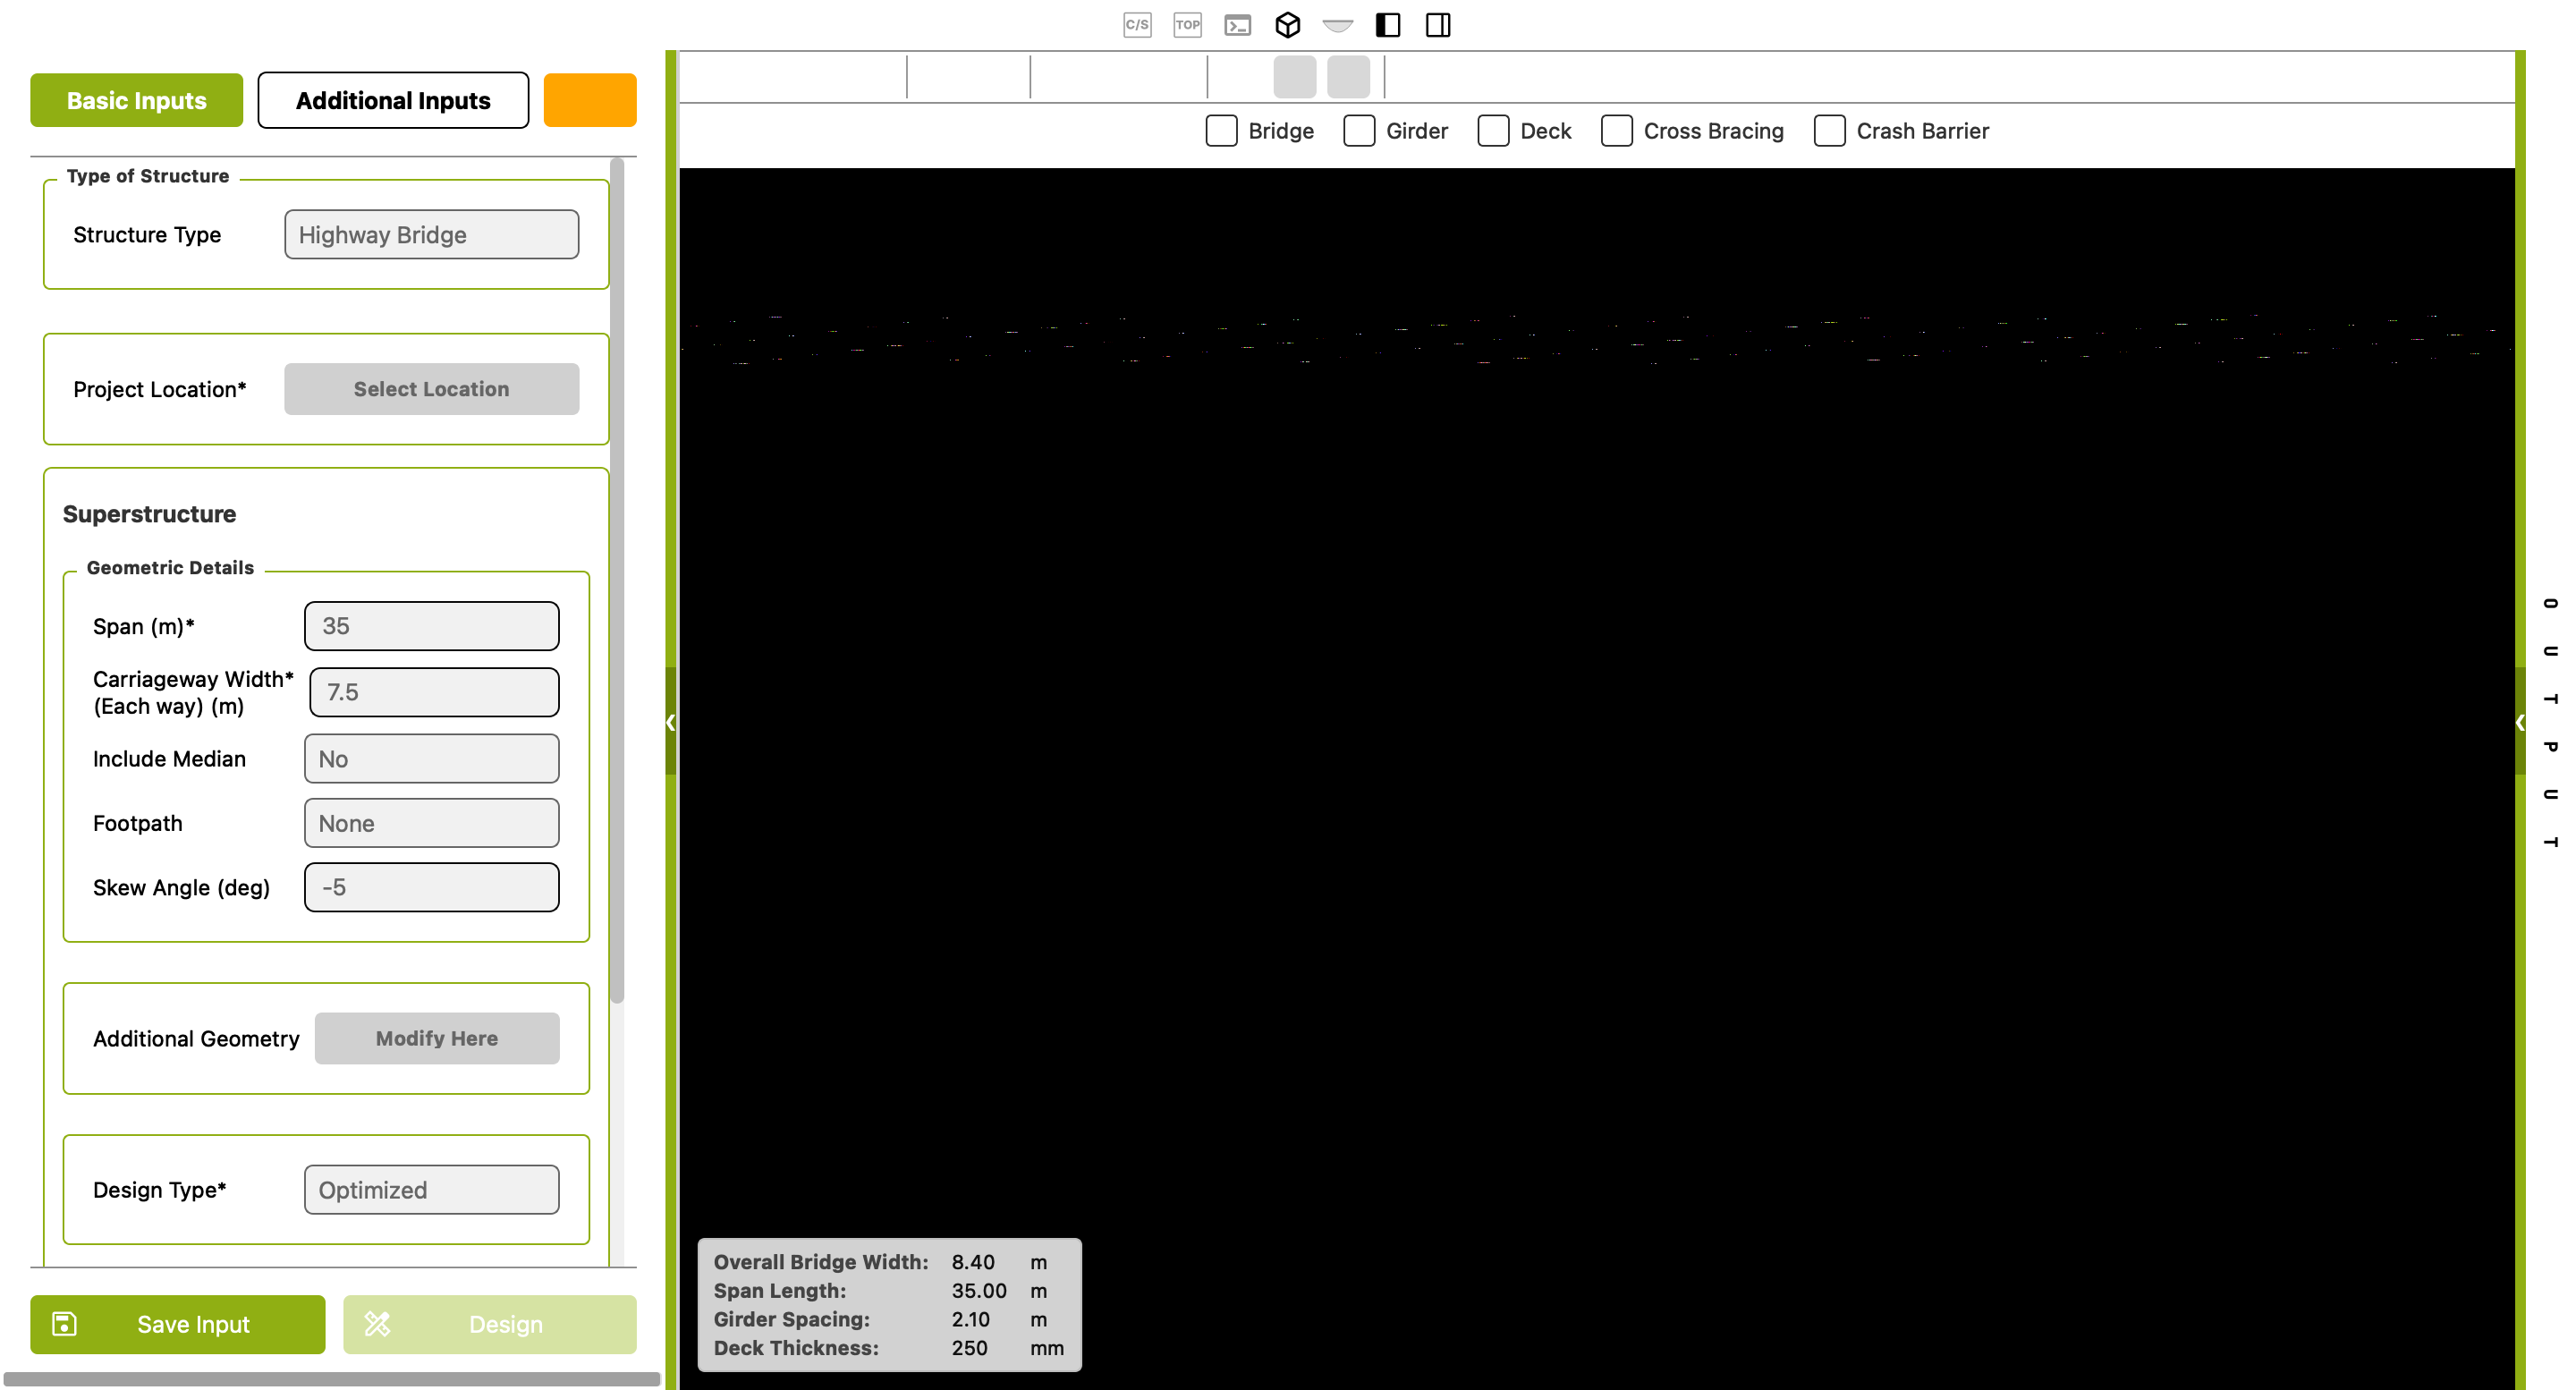 C/S TOP
Basic Inputs Additional Inputs
Bridge Girder Deck Cross Bracing Crash Barrier
Type of Structure
Structure Type Highway Bridge
Project Location* Select Location
Superstructure
Geometric Details
Span (m)* 35
Carriageway Width*
(Each way) (m) 7.5
Include Median No
Footpath None
Skew Angle (deg) -5
Additional Geometry Modify Here
Design Type* Optimized
Save Input Design
Overall Bridge Width: 8.40 m
Span Length: 35.00 m
Girder Spacing: 2.10 m
Deck Thickness: 250 mm
OUTPUT